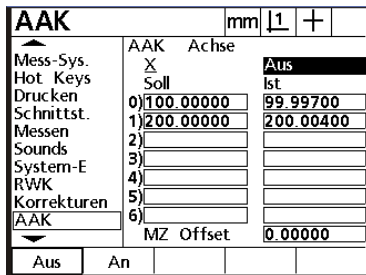 AAK mm 1 +
Mess-Sys.
Hot Keys
Drucken
Schnittst.
Messen
Sounds
System-E
RWK
Korrekturen
AAK
AAK Achse
X Aus
Soll Ist
0) 100.00000 99.99700
1) 200.00000 200.00400
2)
3)
4)
5)
6)
MZ Offset 0.00000
Aus An